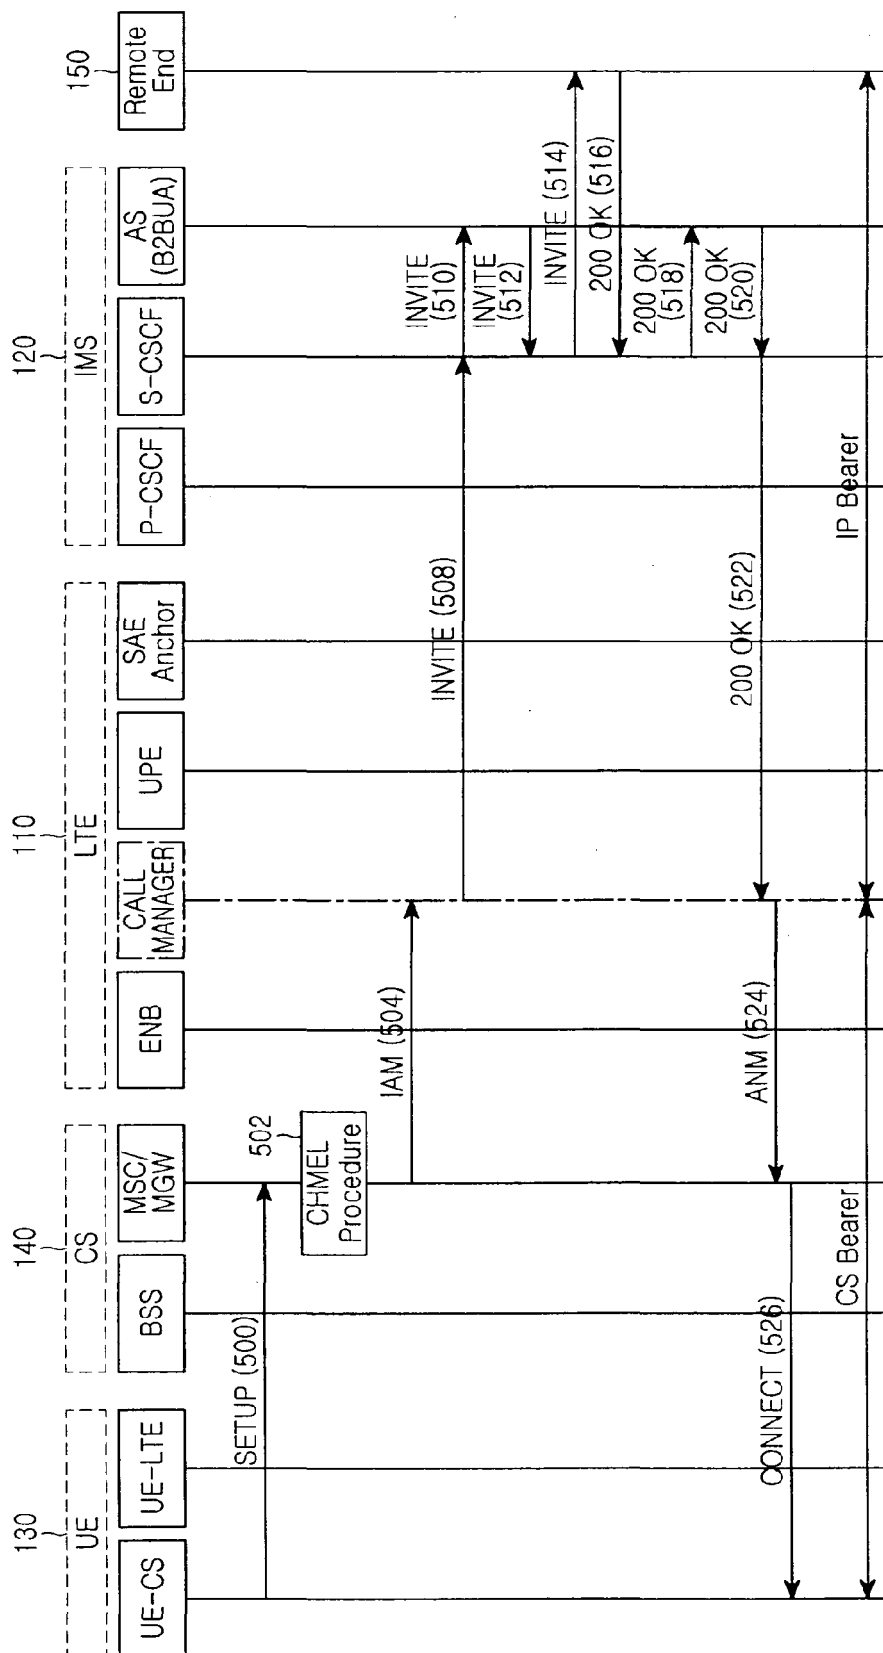 130
UE
140
CS
110
LTE
120
IMS
150
UE-CS
UE-LTE
BSS
MSC/
MGW
ENB
CALL
MANAGER
UPE
SAE
Anchor
P-CSCF
S-CSCF
AS
(B2BUA)
Remote
End
SETUP (500)
502
CHMEL
Procedure
IAM (504)
INVITE (508)
INVITE
(510)
INVITE
(512)
INVITE (514)
200 OK (516)
200 OK
(518)
200 OK
(520)
200 OK (522)
ANM (524)
CONNECT (526)
CS Bearer
IP Bearer